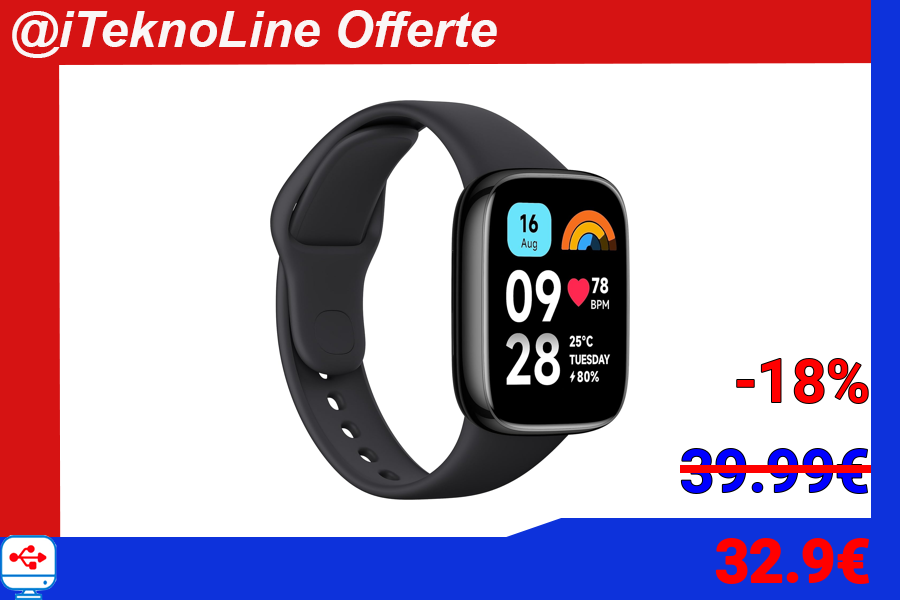 @iTeknoLine Offerte
16
Aug
09
78
BPM
28
25°C
TUESDAY
80%
-18%
39.99€
32.9€